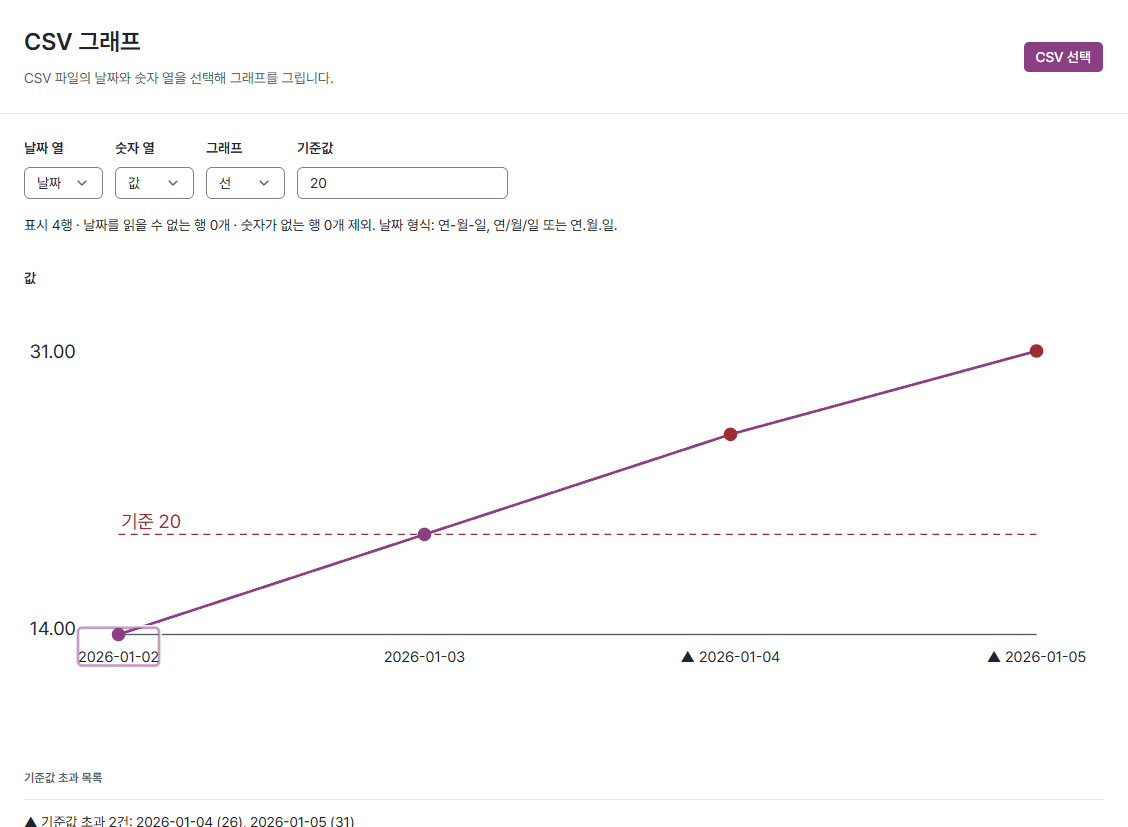 CSV 그래프
CSV 파일의 날짜와 숫자 열을 선택해 그래프를 그립니다.
CSV 선택
날짜 열 숫자 열 그래프 기준값
날짜 값 선 20
표시 4행 · 날짜를 읽을 수 없는 행 0개 · 숫자가 없는 행 0개 제외. 날짜 형식: 연-월-일, 연/월/일 또는 연.월.일.
값
31.00
기준 20
14.00
2026-01-02 2026-01-03 ▲ 2026-01-04 ▲ 2026-01-05
기준값 초과 목록
▲ 기준값 초과 2건: 2026-01-04 (26), 2026-01-05 (31)